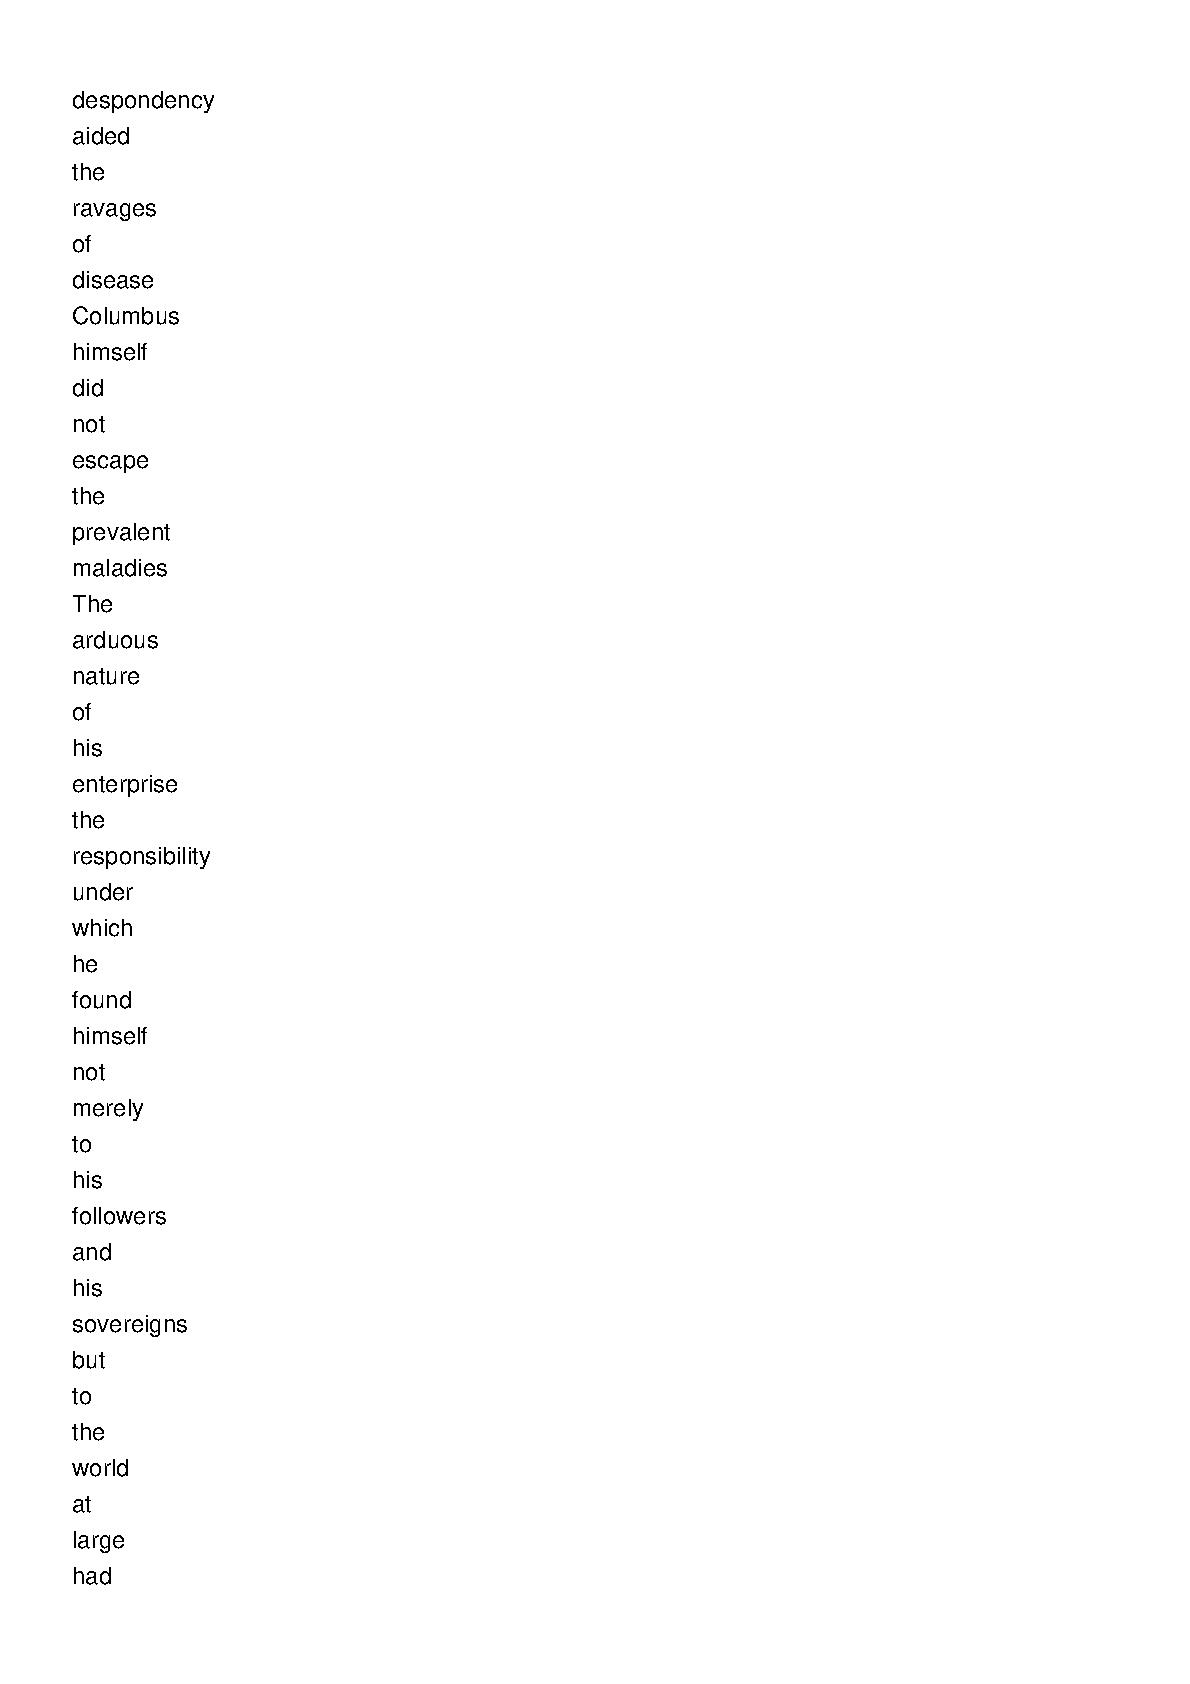 despondency
aided
the
ravages
of
disease
Columbus
himself
did
not
escape
the
prevalent
maladies
The
arduous
nature
of
his
enterprise
the
responsibility
under
which
he
found
himself
not
merely
to
his
followers
and
his
sovereigns
but
to
the
world
at
large
had